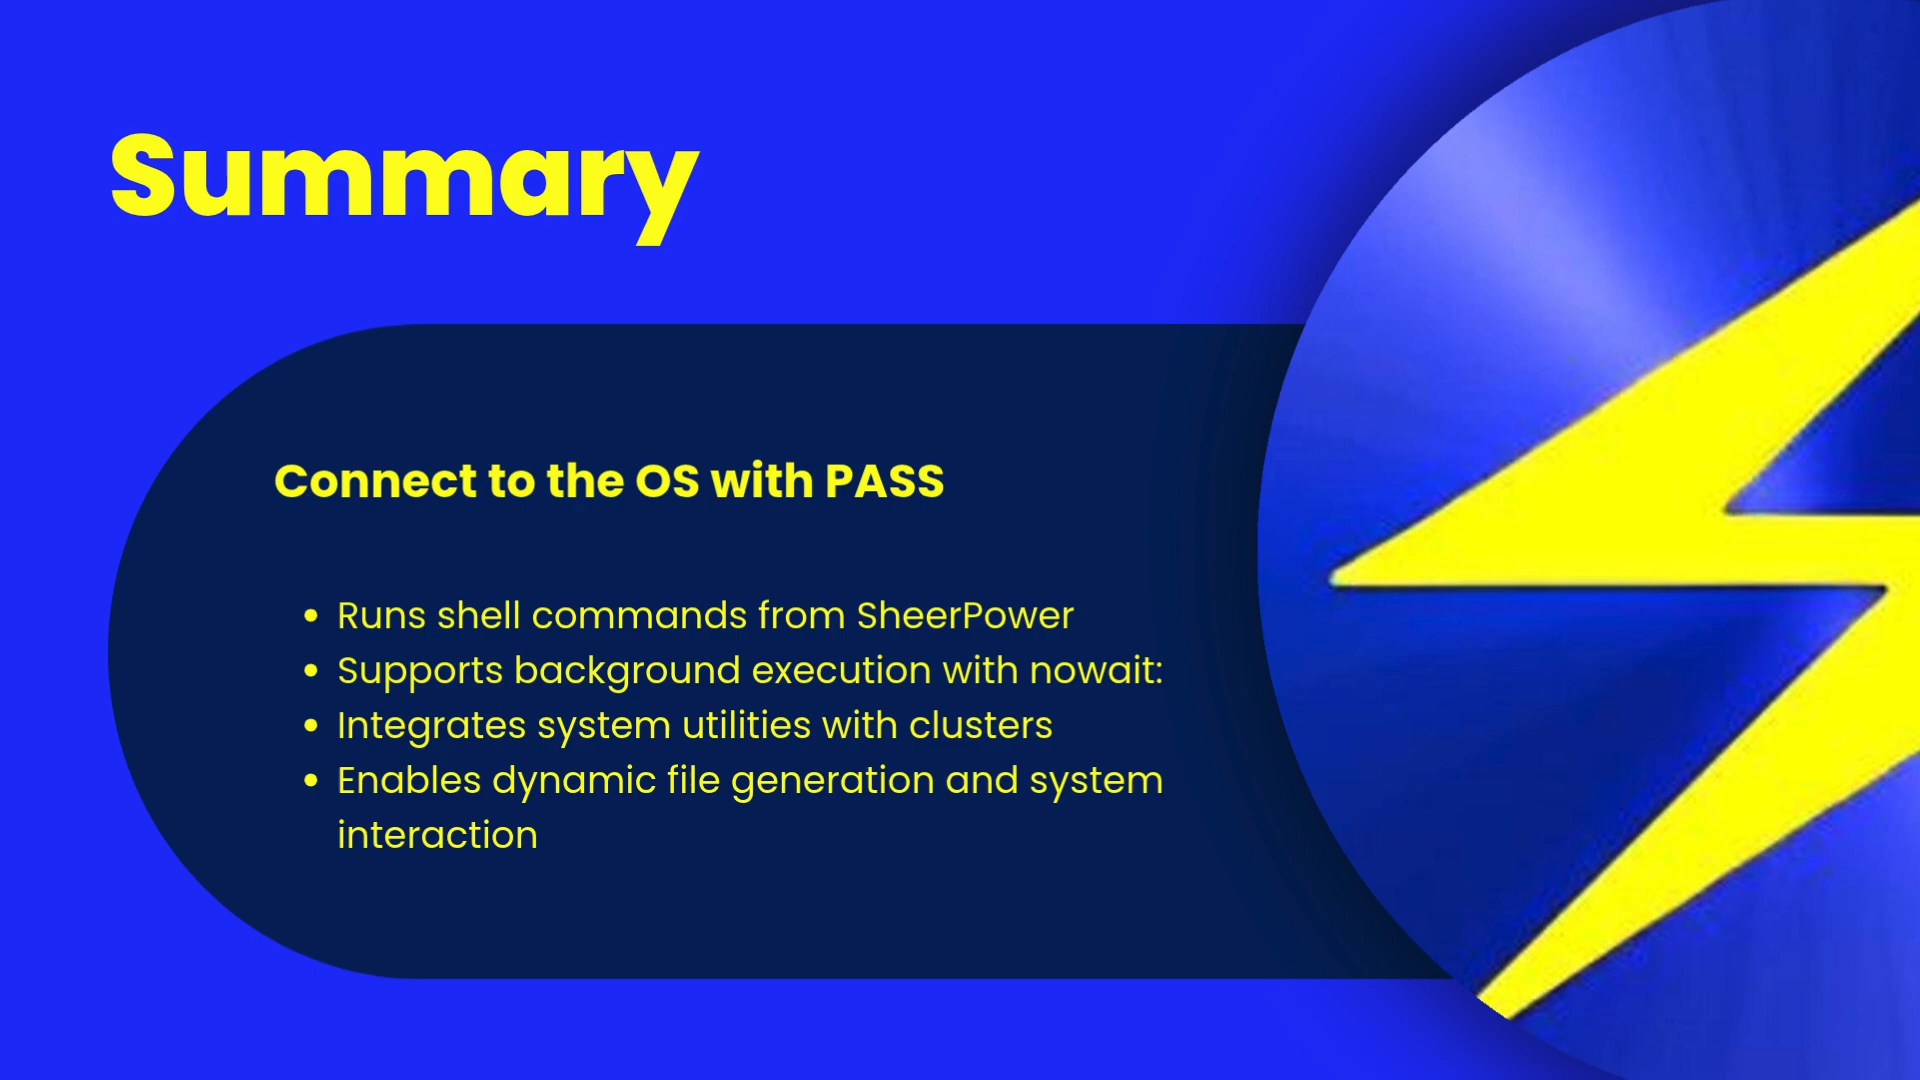 Summary
Connect to the OS with PASS
• Runs shell commands from SheerPower
• Supports background execution with nowait:
• Integrates system utilities with clusters
• Enables dynamic file generation and system
interaction